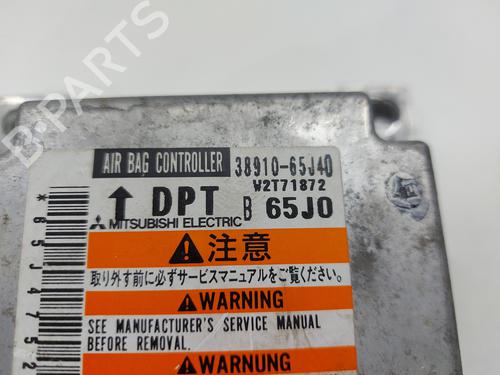 B-PARTS
AIR BAG CONTROLLER 38910-65J40
W2T71872
↑ DPT B 65J0
MITSUBISHI ELECTRIC
⚠注意
取り外す前に必ずサービスマニュアルをご覧ください。
⚠WARNING
SEE MANUFACTURER'S SERVICE MANUAL
BEFORE REMOVAL.
⚠WARNUNG
*65J4752